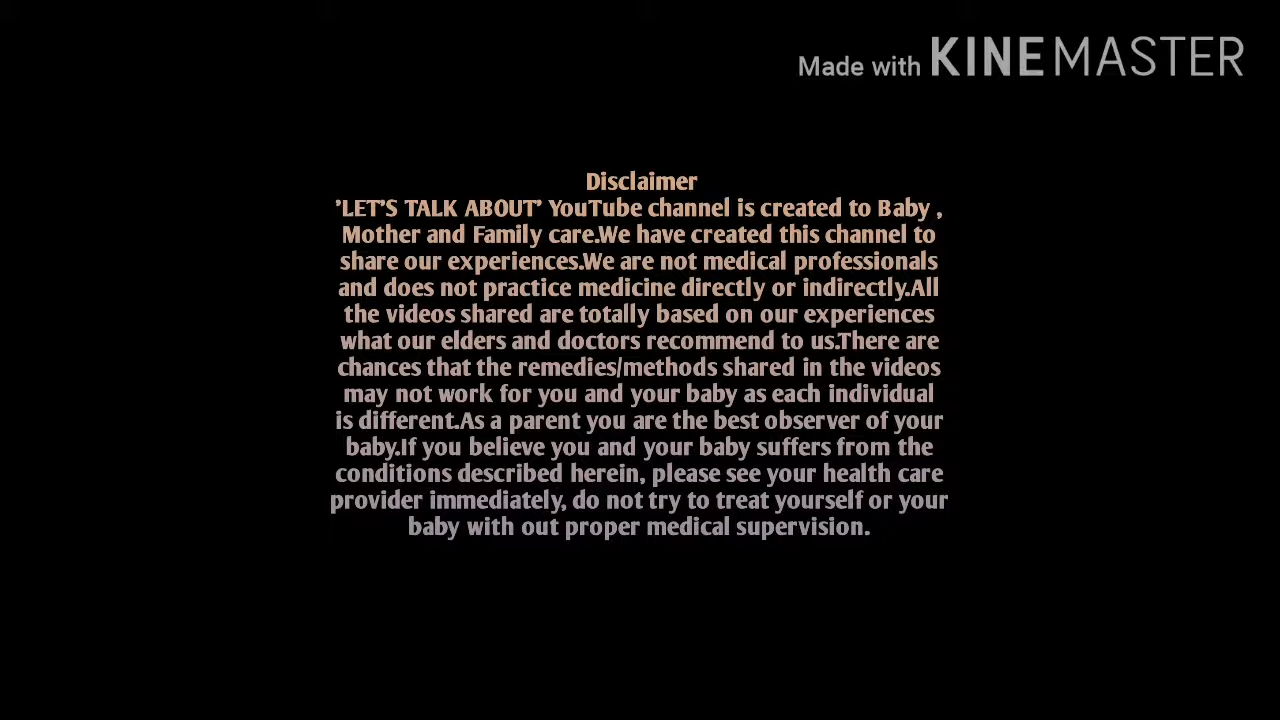 Made with KINEMASTER
Disclaimer
'LET'S TALK ABOUT' YouTube channel is created to Baby ,
Mother and Family care.We have created this channel to
share our experiences.We are not medical professionals
and does not practice medicine directly or indirectly.All
the videos shared are totally based on our experiences
what our elders and doctors recommend to us.There are
chances that the remedies/methods shared in the videos
may not work for you and your baby as each individual
is different.As a parent you are the best observer of your
baby.If you believe you and your baby suffers from the
conditions described herein, please see your health care
provider immediately, do not try to treat yourself or your
baby with out proper medical supervision.